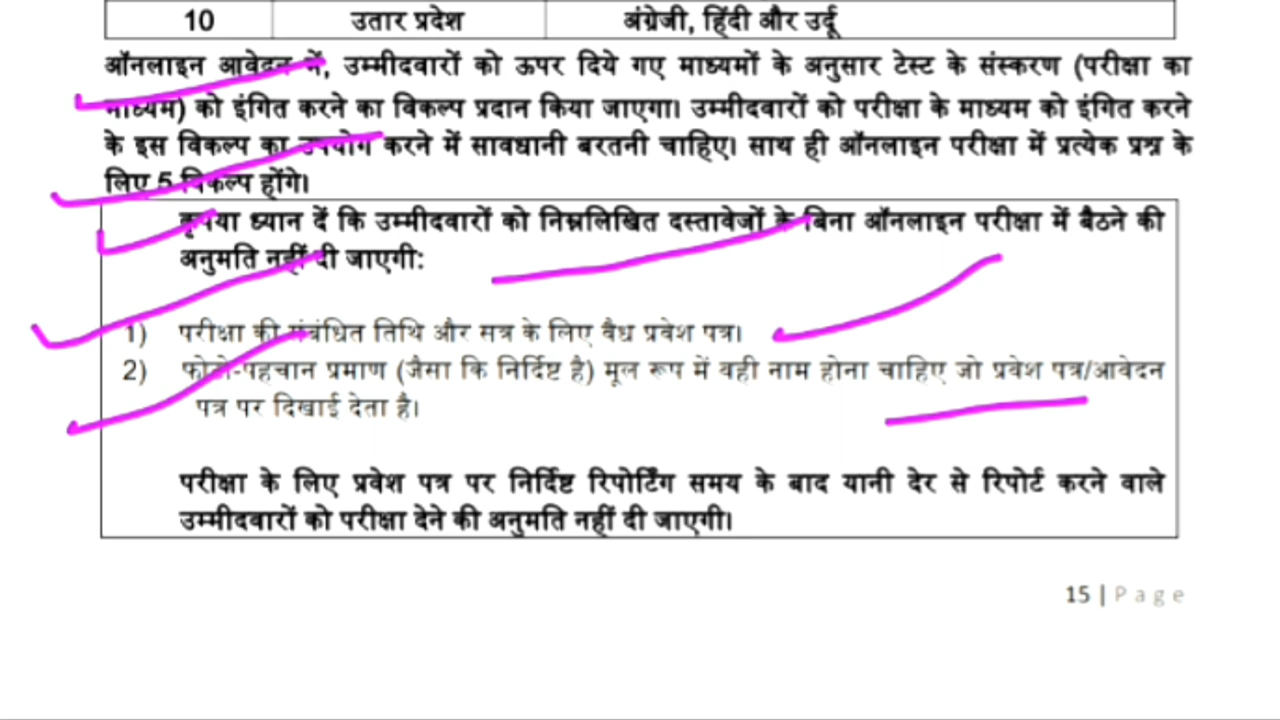 10 उतार प्रदेश अंग्रेजी, हिंदी और उर्दू
ऑनलाइन आवेदन में, उम्मीदवारों को ऊपर दिये गए माध्यमों के अनुसार टेस्ट के संस्करण (परीक्षा का
माध्यम) को इंगित करने का विकल्प प्रदान किया जाएगा। उम्मीदवारों को परीक्षा के माध्यम को इंगित करने
के इस विकल्प का उपयोग करने में सावधानी बरतनी चाहिए। साथ ही ऑनलाइन परीक्षा में प्रत्येक प्रश्न के
लिए 5 विकल्प होंगे।
कृपया ध्यान दें कि उम्मीदवारों को निम्नलिखित दस्तावेजों के बिना ऑनलाइन परीक्षा में बैठने की
अनुमति नहीं दी जाएगी:
1) परीक्षा की संबंधित तिथि और सत्र के लिए वैध प्रवेश पत्र।
2) फोटो-पहचान प्रमाण (जैसा कि निर्दिष्ट है) मूल रूप में वही नाम होना चाहिए जो प्रवेश पत्र/आवेदन
पत्र पर दिखाई देता है।
परीक्षा के लिए प्रवेश पत्र पर निर्दिष्ट रिपोर्टिंग समय के बाद यानी देर से रिपोर्ट करने वाले
उम्मीदवारों को परीक्षा देने की अनुमति नहीं दी जाएगी।
15 | Page